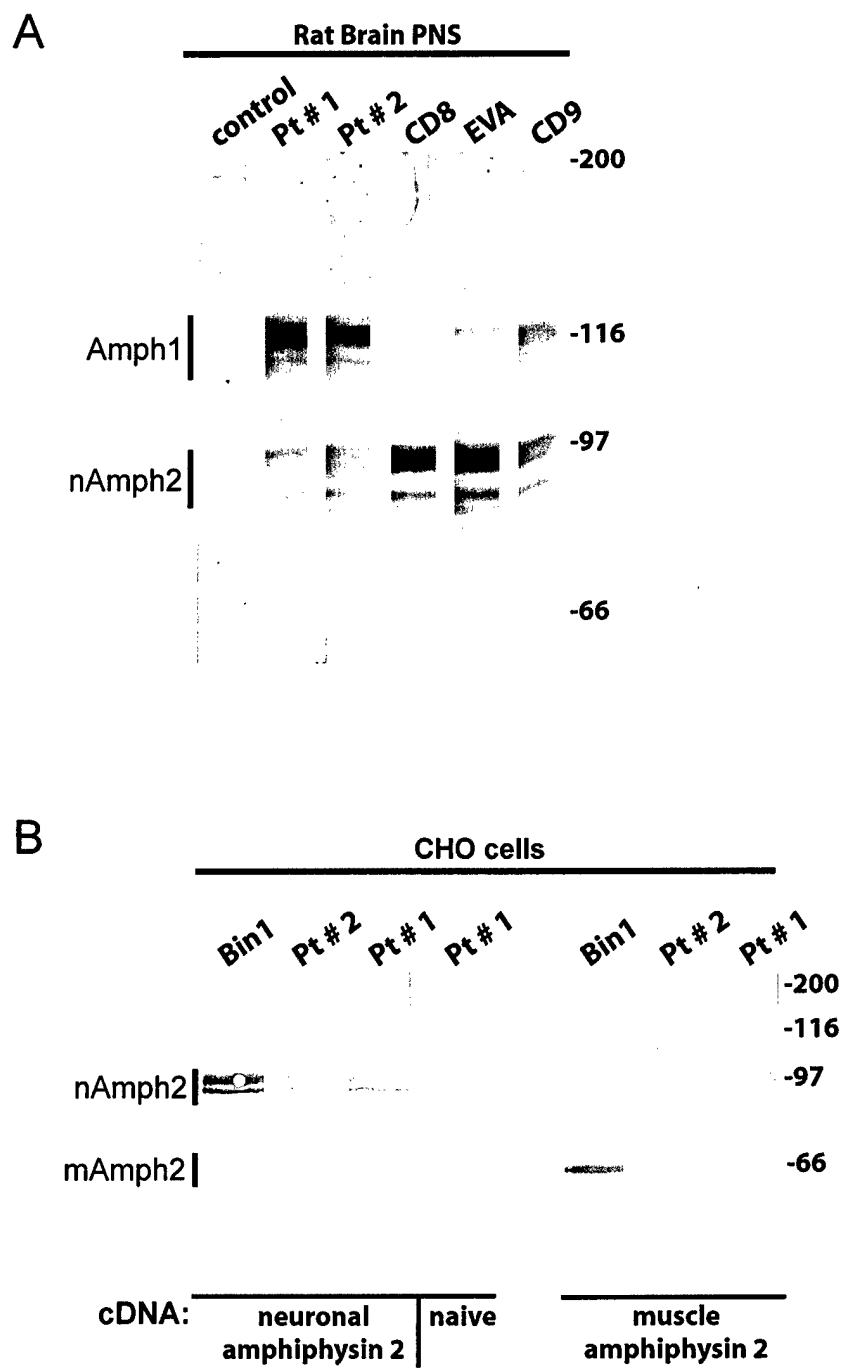 A
Rat Brain PNS
control Pt # 1 Pt # 2 CD8 EVA CD9
-200
Amph1
-116
-97
nAmph2
-66
B
CHO cells
Bin1 Pt # 2 Pt # 1 Pt # 1 Bin1 Pt # 2 Pt # 1
-200
-116
nAmph2
-97
mAmph2
-66
cDNA: neuronal naive muscle
amphiphysin 2 amphiphysin 2